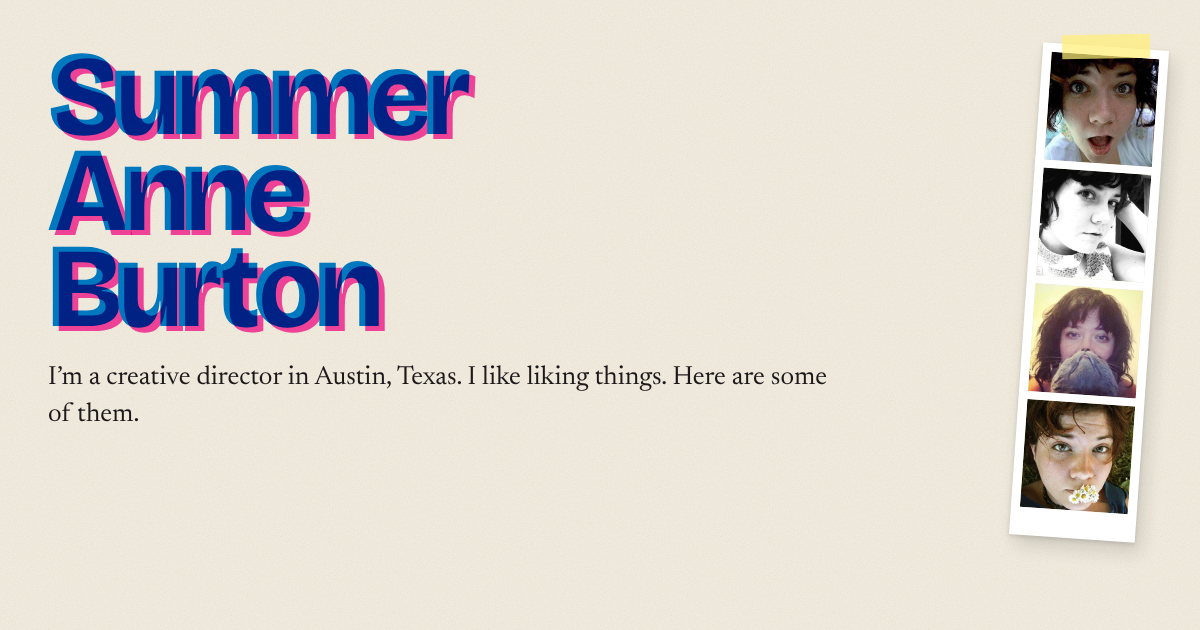 Summer
Anne
Burton
I’m a creative director in Austin, Texas. I like liking things. Here are some
of them.